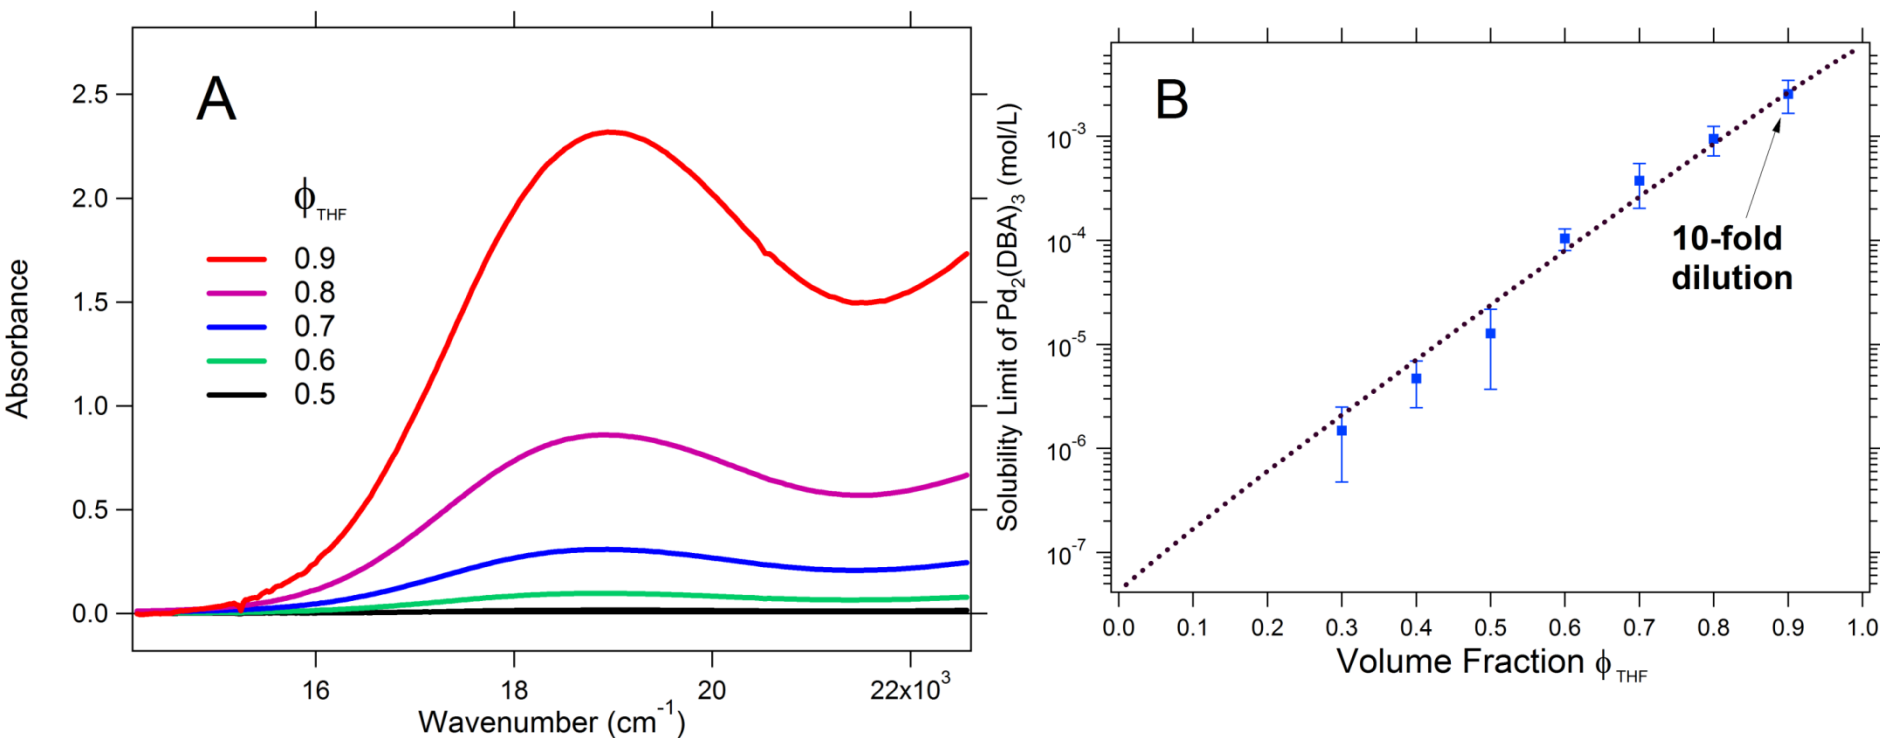 A
Absorbance
2.5
2.0
1.5
1.0
0.5
0.0
ϕTHF
0.9
0.8
0.7
0.6
0.5
16
18
20
22x10³
Wavenumber (cm⁻¹)
B
Solubility Limit of Pd₂(DBA)₃ (mol/L)
10⁻³
10⁻⁴
10⁻⁵
10⁻⁶
10⁻⁷
10-fold
dilution
0.0 0.1 0.2 0.3 0.4 0.5 0.6 0.7 0.8 0.9 1.0
Volume Fraction ϕTHF